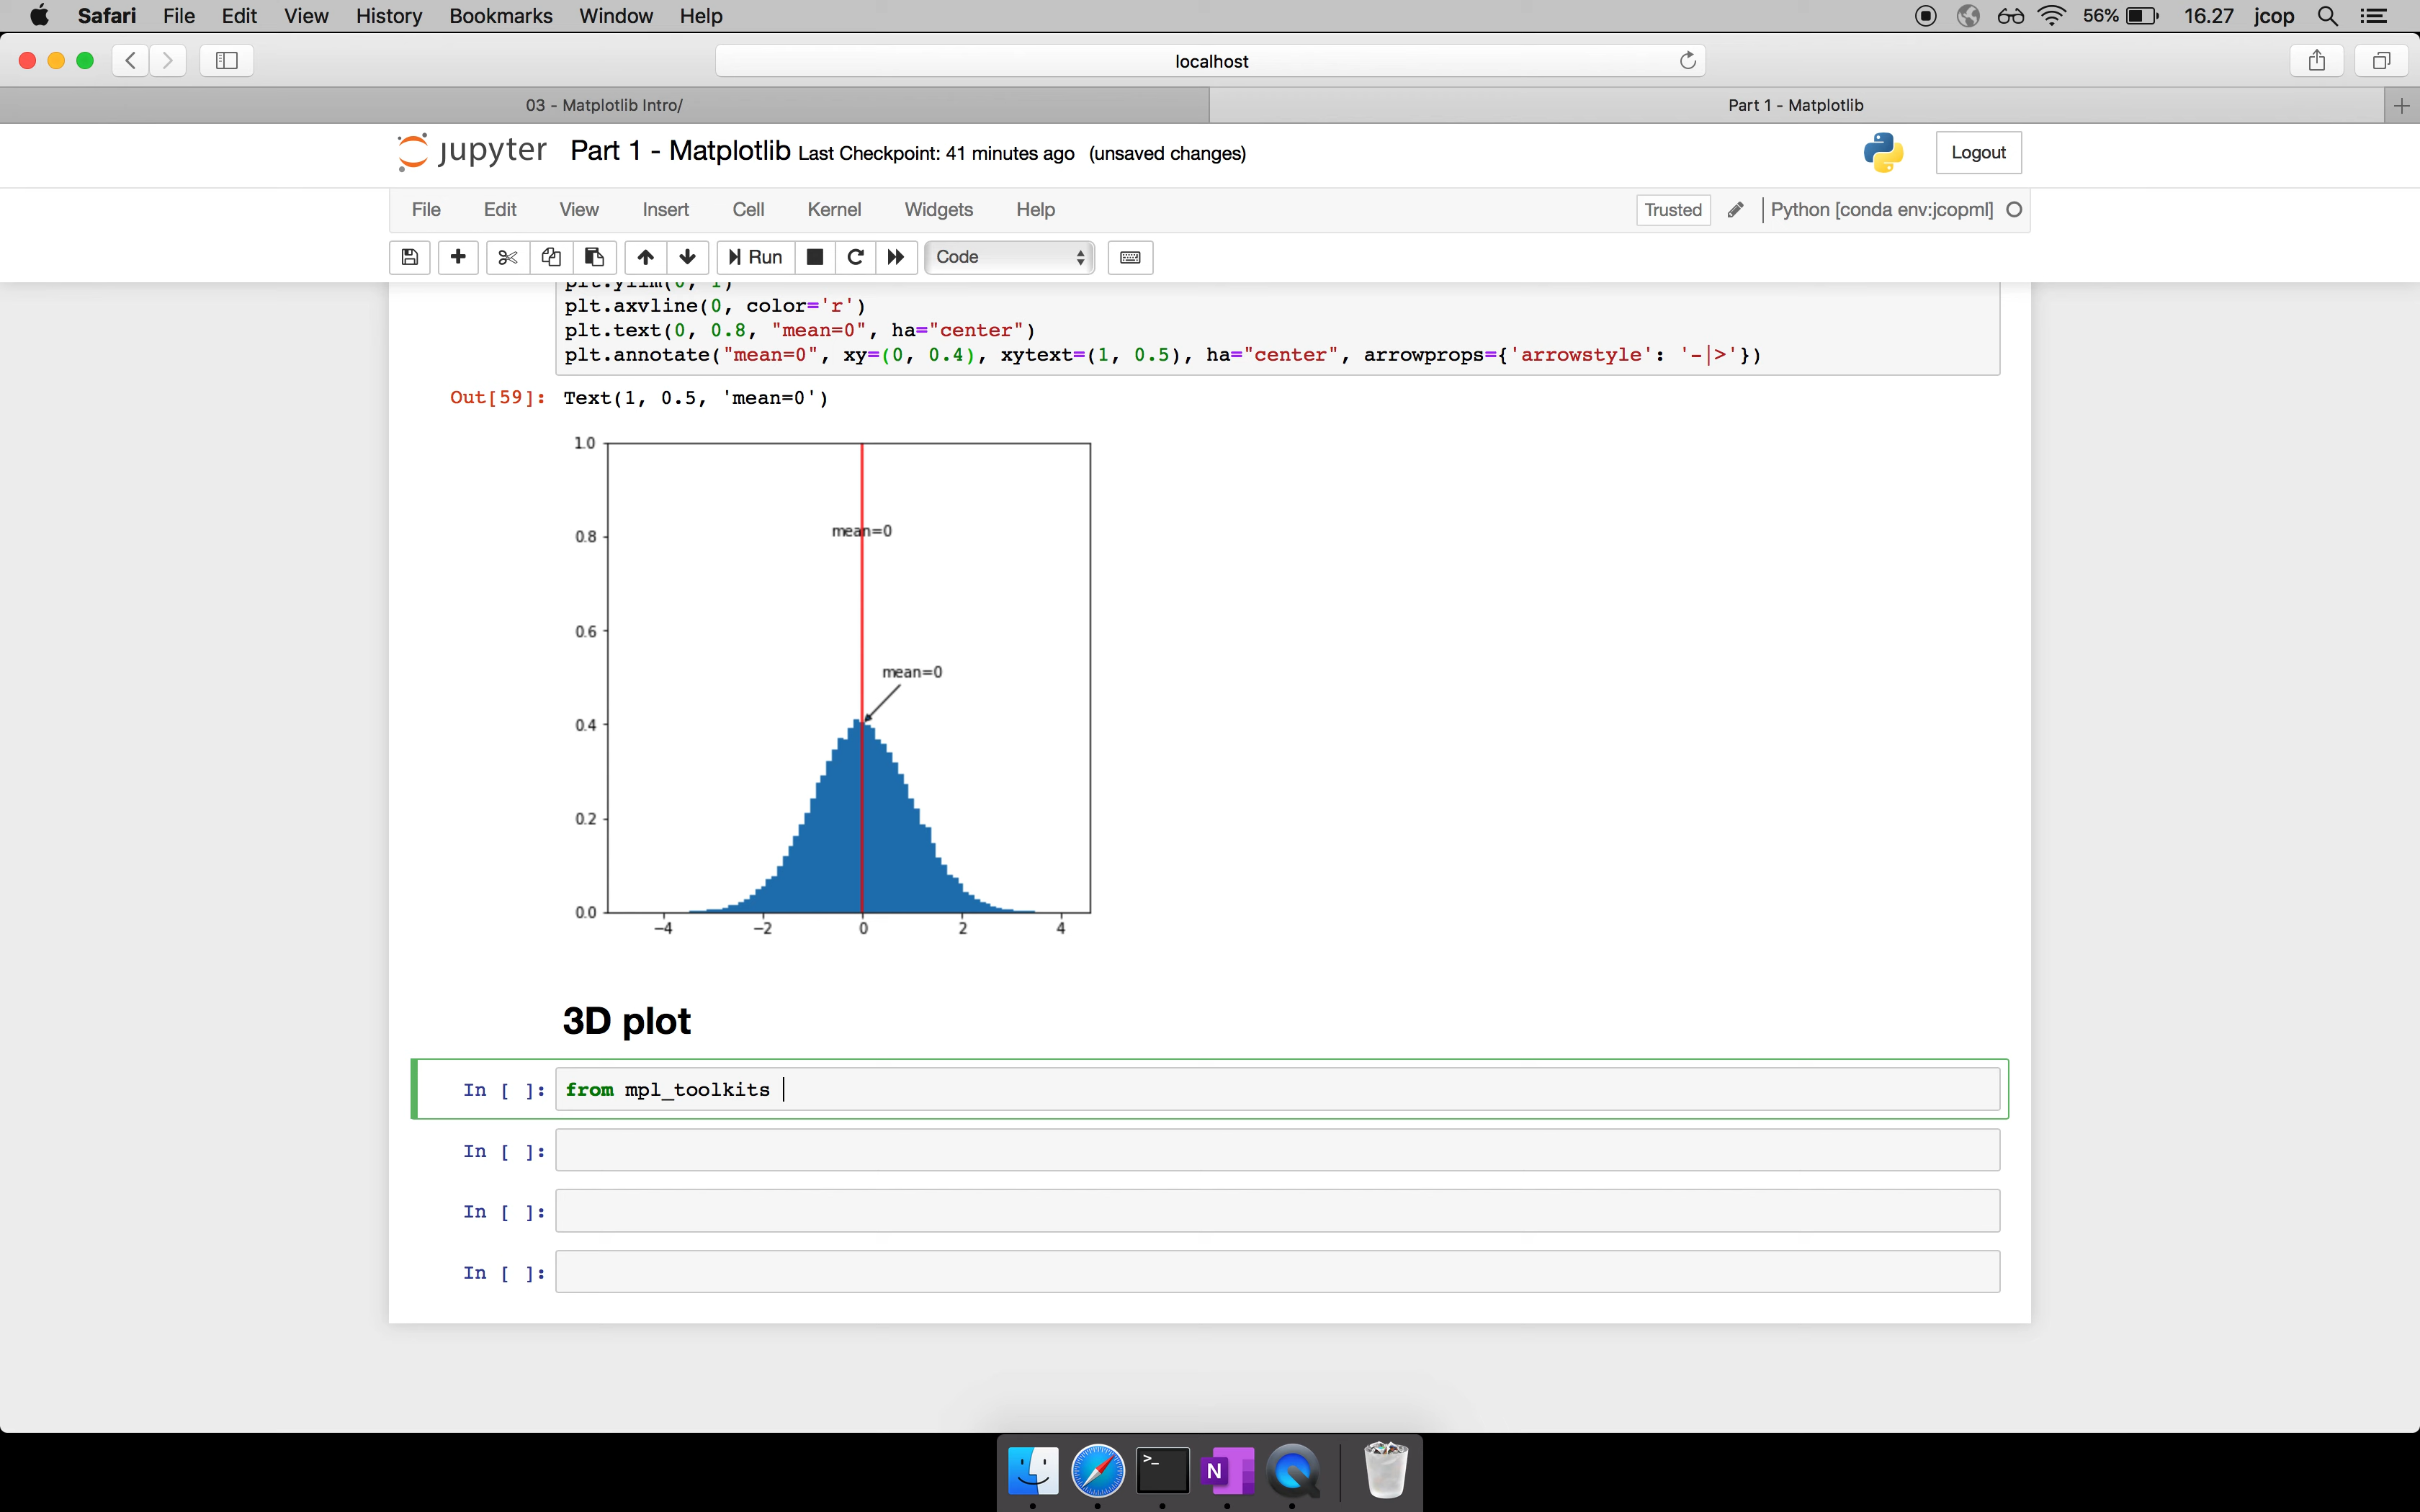 Safari File Edit View History Bookmarks Window Help 56% 16.27 jcop
localhost
03 - Matplotlib Intro/ Part 1 - Matplotlib
jupyter Part 1 - Matplotlib Last Checkpoint: 41 minutes ago (unsaved changes) Logout
File Edit View Insert Cell Kernel Widgets Help Trusted Python [conda env:jcopml]
Run Code
plt.ylim(0, 1)
plt.axvline(0, color='r')
plt.text(0, 0.8, "mean=0", ha="center")
plt.annotate("mean=0", xy=(0, 0.4), xytext=(1, 0.5), ha="center", arrowprops={'arrowstyle': '-|>'})
Out[59]: Text(1, 0.5, 'mean=0')
1.0
0.8 mean=0
0.6
mean=0
0.4
0.2
0.0
−4 −2 0 2 4
3D plot
In [ ]: from mpl_toolkits
In [ ]:
In [ ]:
In [ ]:
>_ N